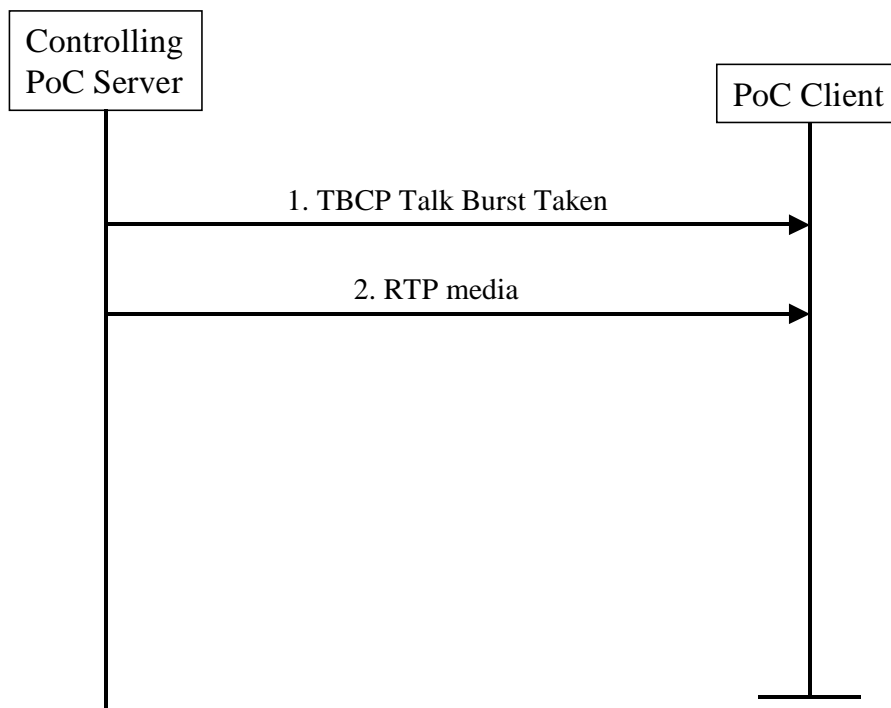 Controlling
PoC Server
PoC Client
1. TBCP Talk Burst Taken
2. RTP media